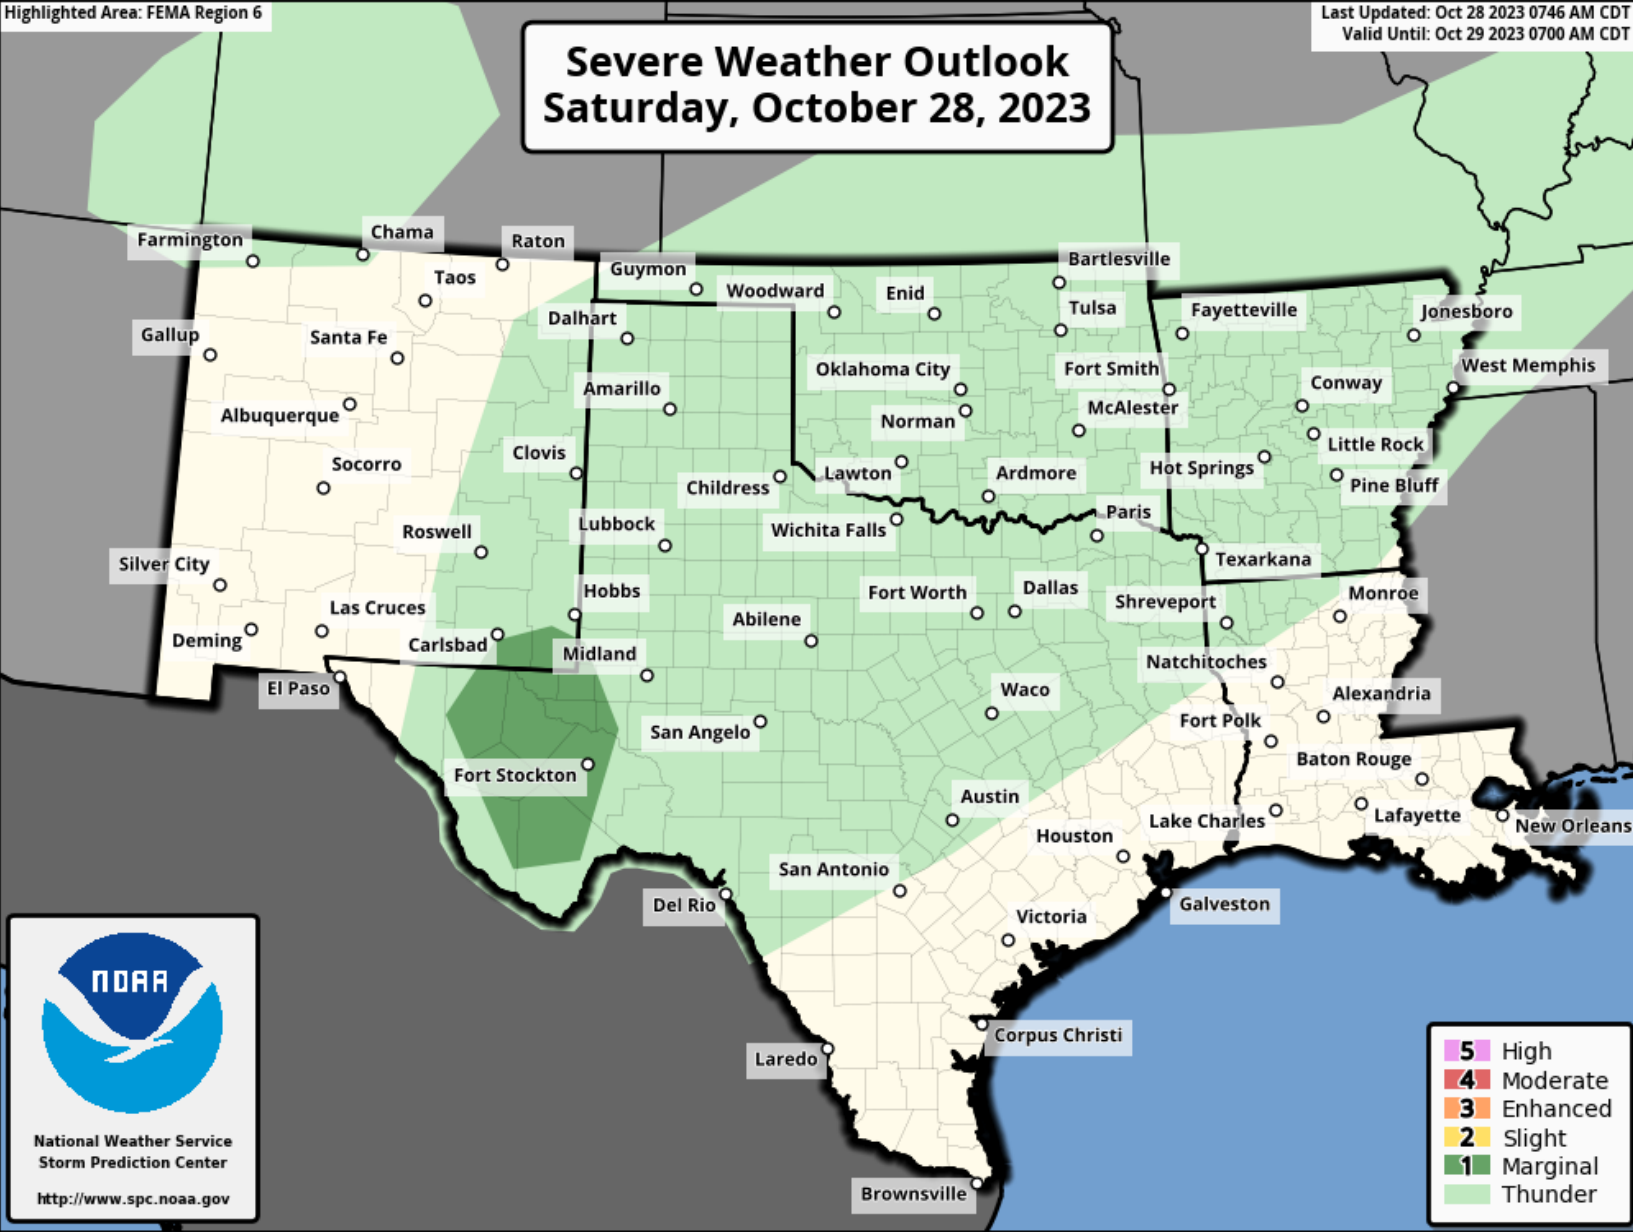 Highlighted Area: FEMA Region 6
Last Updated: Oct 28 2023 0746 AM CDT
Valid Until: Oct 29 2023 0700 AM CDT
Severe Weather Outlook
Saturday, October 28, 2023
Farmington
Chama
Raton
Taos
Guymon
Woodward
Enid
Bartlesville
Gallup
Santa Fe
Dalhart
Tulsa
Fayetteville
Jonesboro
Albuquerque
Amarillo
Oklahoma City
Fort Smith
Conway
West Memphis
Norman
McAlester
Socorro
Clovis
Childress
Lawton
Ardmore
Hot Springs
Little Rock
Pine Bluff
Roswell
Lubbock
Wichita Falls
Paris
Silver City
Texarkana
Las Cruces
Hobbs
Abilene
Fort Worth
Dallas
Shreveport
Monroe
Deming
Carlsbad
Midland
Natchitoches
El Paso
San Angelo
Waco
Fort Polk
Alexandria
Fort Stockton
Austin
Baton Rouge
Houston
Lake Charles
Lafayette
New Orleans
San Antonio
Del Rio
Victoria
Galveston
Laredo
Corpus Christi
Brownsville
NOAA
National Weather Service
Storm Prediction Center
http://www.spc.noaa.gov
5 High
4 Moderate
3 Enhanced
2 Slight
1 Marginal
Thunder